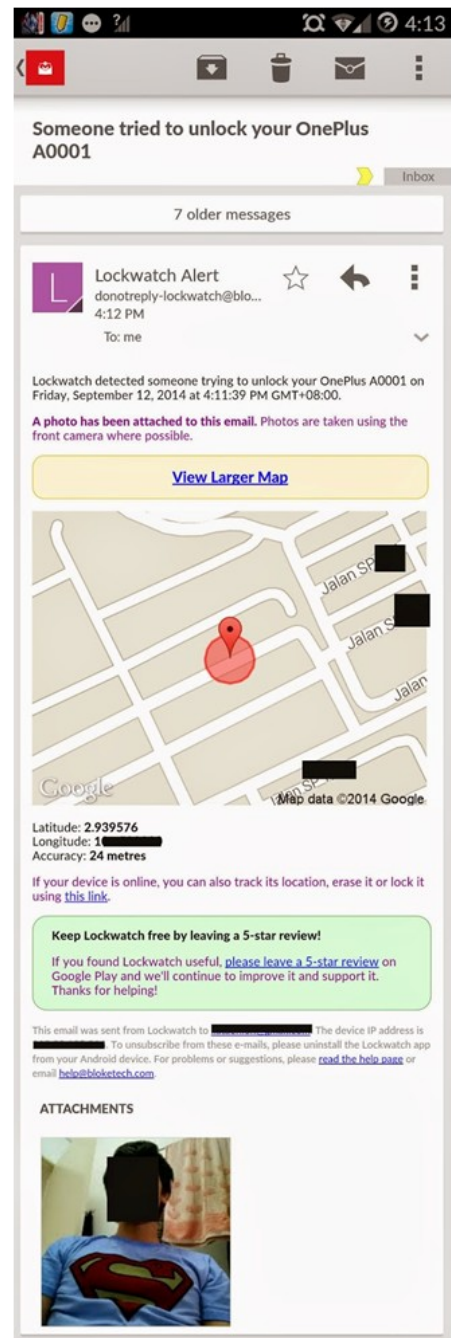 4:13
Someone tried to unlock your OnePlus
A0001
Inbox
7 older messages
L
Lockwatch Alert
donotreply-lockwatch@blo...
4:12 PM
To: me
Lockwatch detected someone trying to unlock your OnePlus A0001 on
Friday, September 12, 2014 at 4:11:39 PM GMT+08:00.
A photo has been attached to this email. Photos are taken using the
front camera where possible.
View Larger Map
Jalan SP
Jalan S
Jalan
Google
Map data ©2014 Google
Latitude: 2.939576
Longitude: 1
Accuracy: 24 metres
If your device is online, you can also track its location, erase it or lock it
using this link.
Keep Lockwatch free by leaving a 5-star review!
If you found Lockwatch useful, please leave a 5-star review on
Google Play and we'll continue to improve it and support it.
Thanks for helping!
This email was sent from Lockwatch to The device IP address is
. To unsubscribe from these e-mails, please uninstall the Lockwatch app
from your Android device. For problems or suggestions, please read the help page or
email help@bloketech.com.
ATTACHMENTS
S